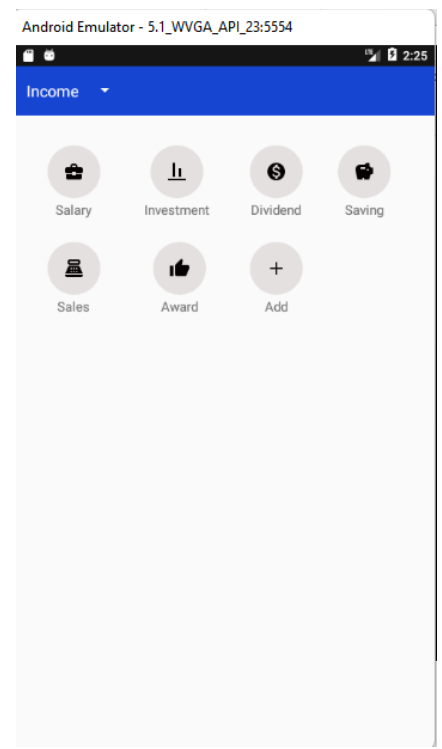 Android Emulator - 5.1_WVGA_API_23:5554
2:25
Income
Salary Investment Dividend Saving
Sales Award Add